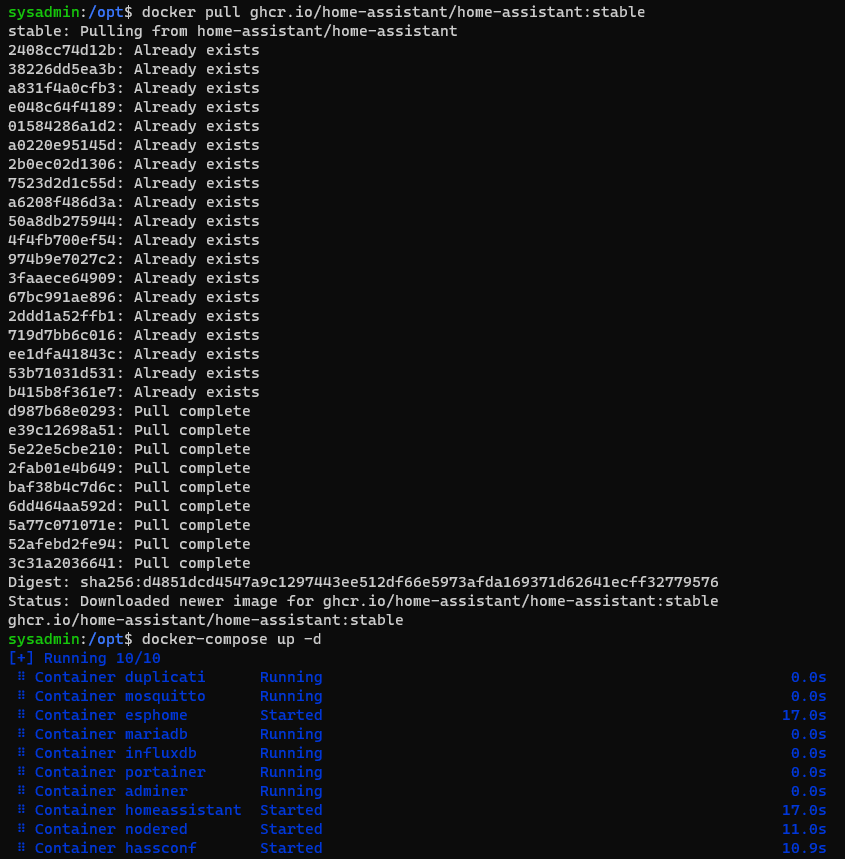 sysadmin:/opt$ docker pull ghcr.io/home-assistant/home-assistant:stable
stable: Pulling from home-assistant/home-assistant
2408cc74d12b: Already exists
38226dd5ea3b: Already exists
a831f4a0cfb3: Already exists
e048c64f4189: Already exists
01584286a1d2: Already exists
a0220e95145d: Already exists
2b0ec02d1306: Already exists
7523d2d1c55d: Already exists
a6208f486d3a: Already exists
50a8db275944: Already exists
4f4fb700ef54: Already exists
974b9e7027c2: Already exists
3faaece64909: Already exists
67bc991ae896: Already exists
2ddd1a52ffb1: Already exists
719d7bb6c016: Already exists
ee1dfa41843c: Already exists
53b71031d531: Already exists
b415b8f361e7: Already exists
d987b68e0293: Pull complete
e39c12698a51: Pull complete
5e22e5cbe210: Pull complete
2fab01e4b649: Pull complete
baf38b4c7d6c: Pull complete
6dd464aa592d: Pull complete
5a77c071071e: Pull complete
52afebd2fe94: Pull complete
3c31a2036641: Pull complete
Digest: sha256:d4851dcd4547a9c1297443ee512df66e5973afda169371d62641ecff32779576
Status: Downloaded newer image for ghcr.io/home-assistant/home-assistant:stable
ghcr.io/home-assistant/home-assistant:stable
sysadmin:/opt$ docker-compose up -d
[+] Running 10/10
⠿ Container duplicati Running 0.0s
⠿ Container mosquitto Running 0.0s
⠿ Container esphome Started 17.0s
⠿ Container mariadb Running 0.0s
⠿ Container influxdb Running 0.0s
⠿ Container portainer Running 0.0s
⠿ Container adminer Running 0.0s
⠿ Container homeassistant Started 17.0s
⠿ Container nodered Started 11.0s
⠿ Container hassconf Started 10.9s